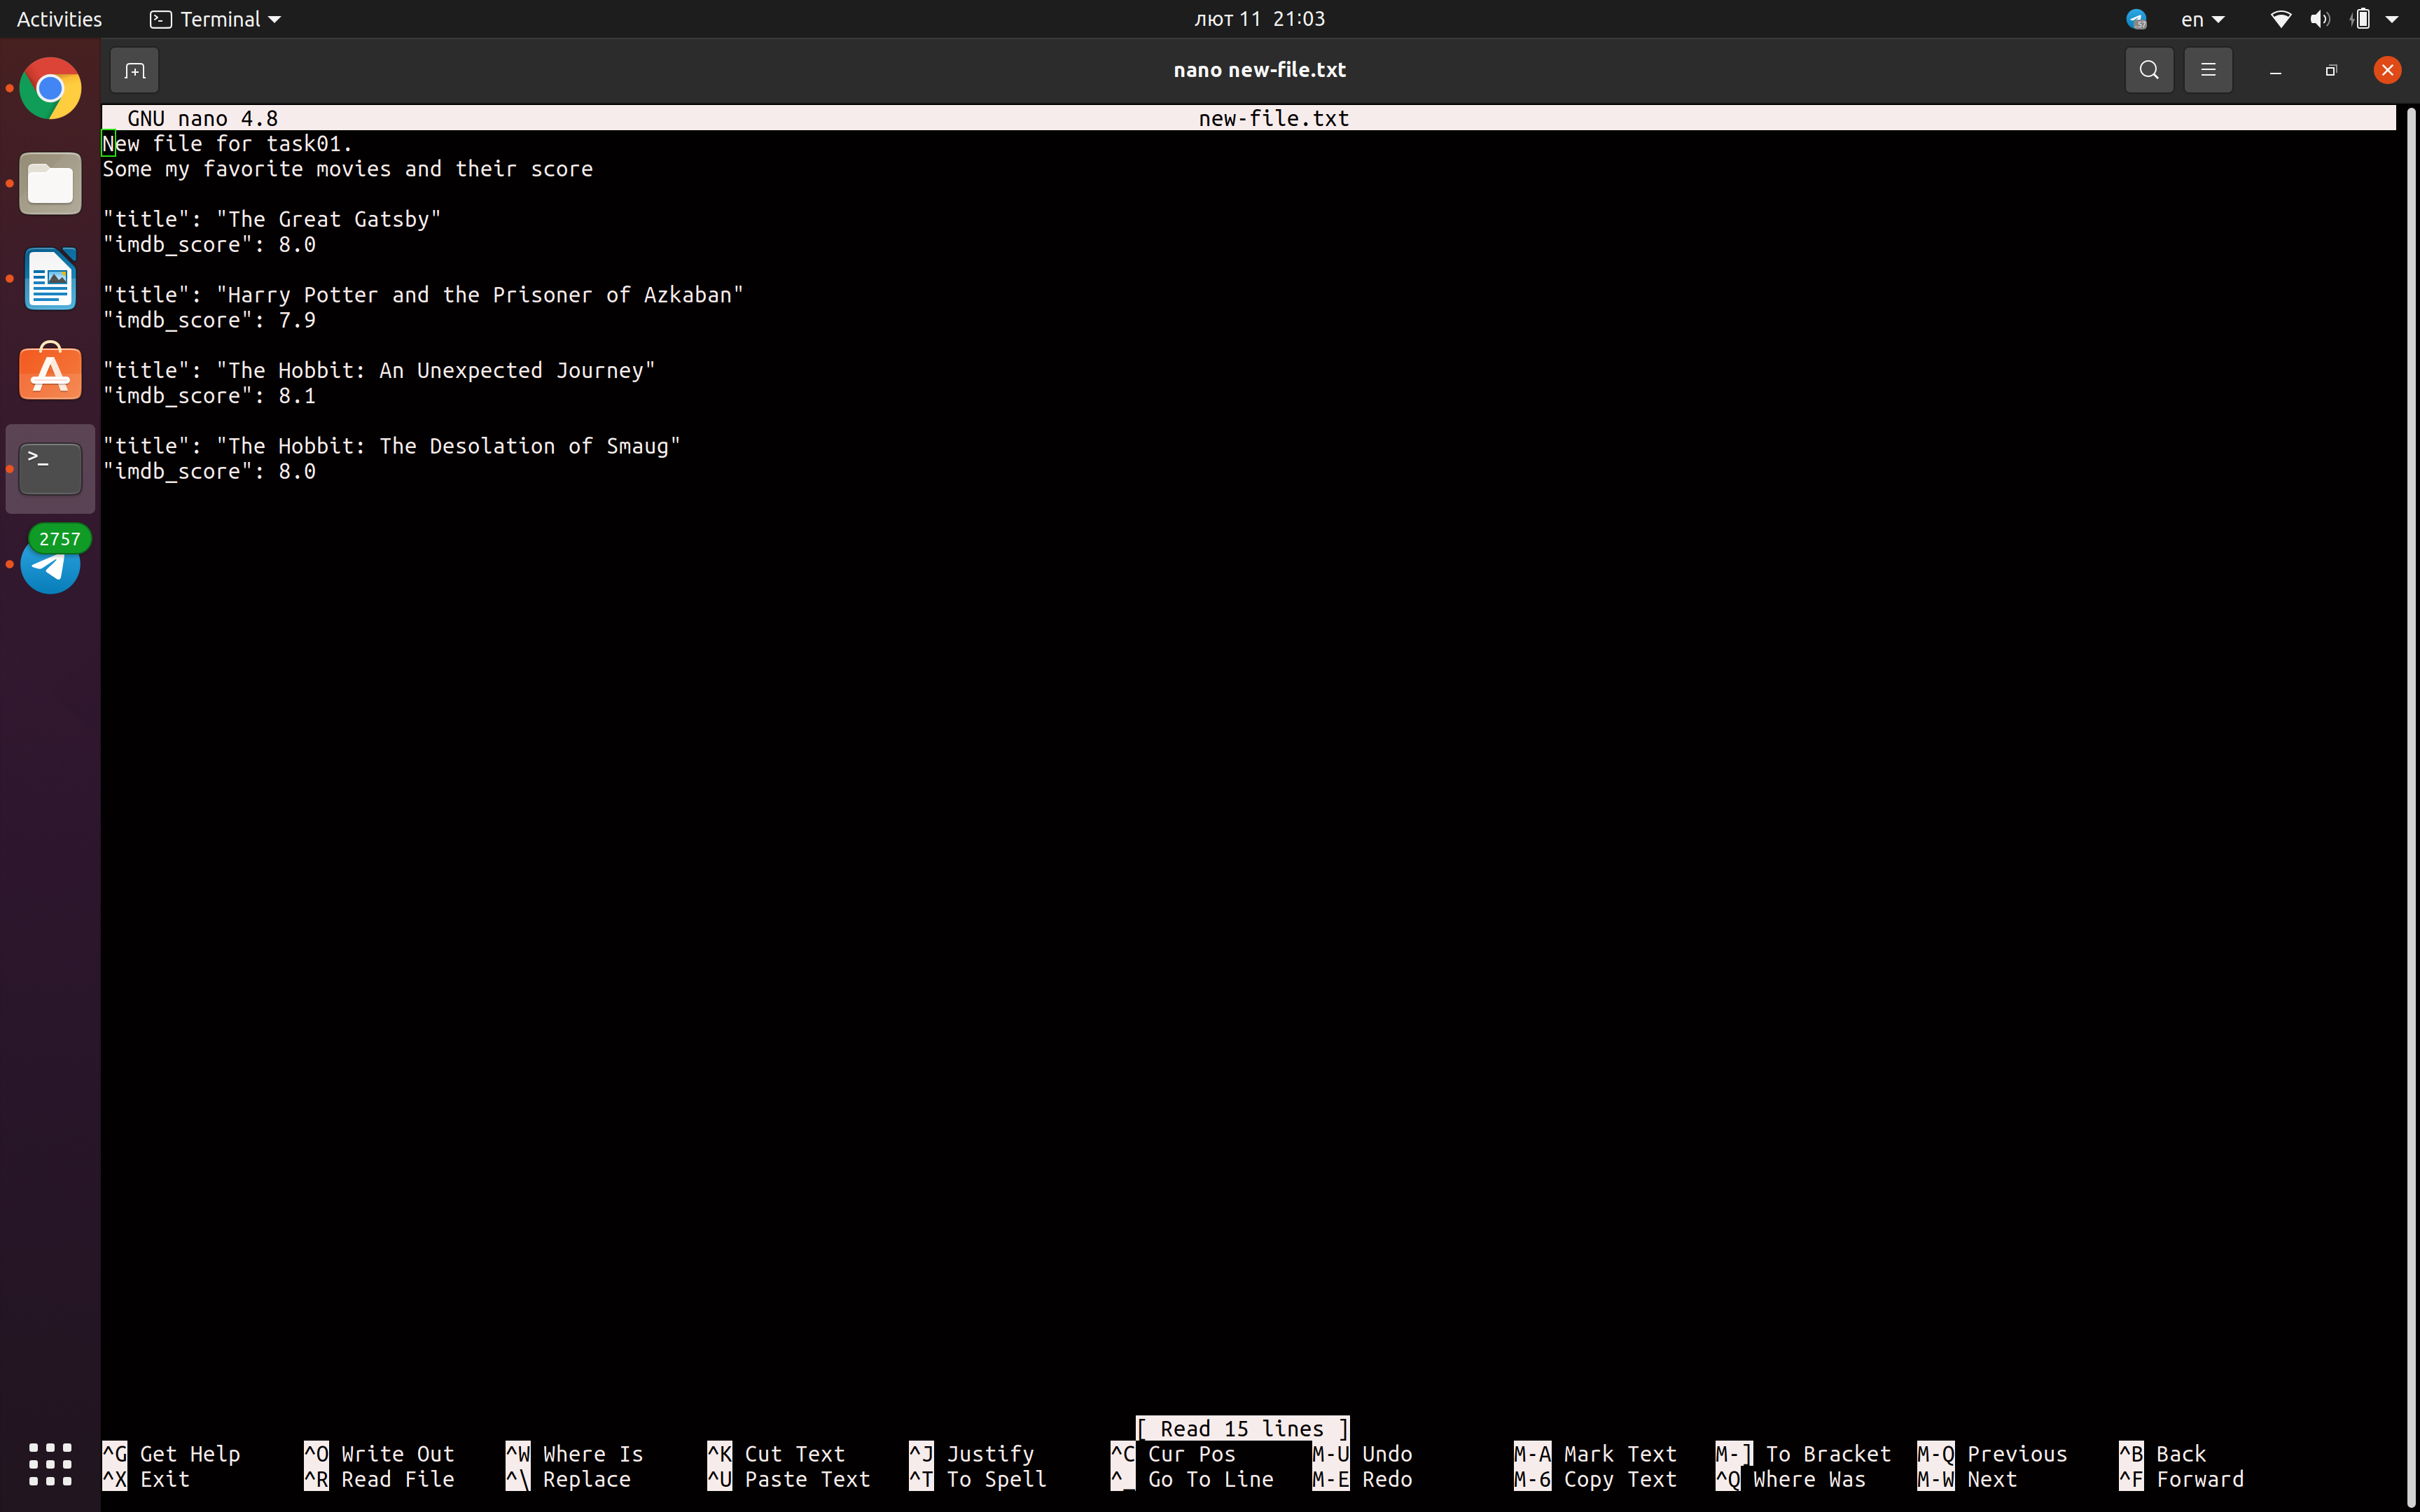 Activities Terminal лют 11 21:03 en
nano new-file.txt
GNU nano 4.8 new-file.txt
New file for task01.
Some my favorite movies and their score
"title": "The Great Gatsby"
"imdb_score": 8.0
"title": "Harry Potter and the Prisoner of Azkaban"
"imdb_score": 7.9
"title": "The Hobbit: An Unexpected Journey"
"imdb_score": 8.1
"title": "The Hobbit: The Desolation of Smaug"
"imdb_score": 8.0
2757
[ Read 15 lines ]
^G Get Help ^O Write Out ^W Where Is ^K Cut Text ^J Justify ^C Cur Pos M-U Undo M-A Mark Text M-] To Bracket M-Q Previous ^B Back
^X Exit ^R Read File ^\ Replace ^U Paste Text ^T To Spell ^_ Go To Line M-E Redo M-6 Copy Text ^Q Where Was M-W Next ^F Forward